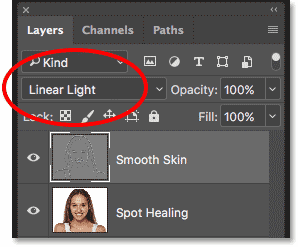 Layers Channels Paths
Kind
Linear Light Opacity: 100%
Lock: Fill: 100%
Smooth Skin
Spot Healing